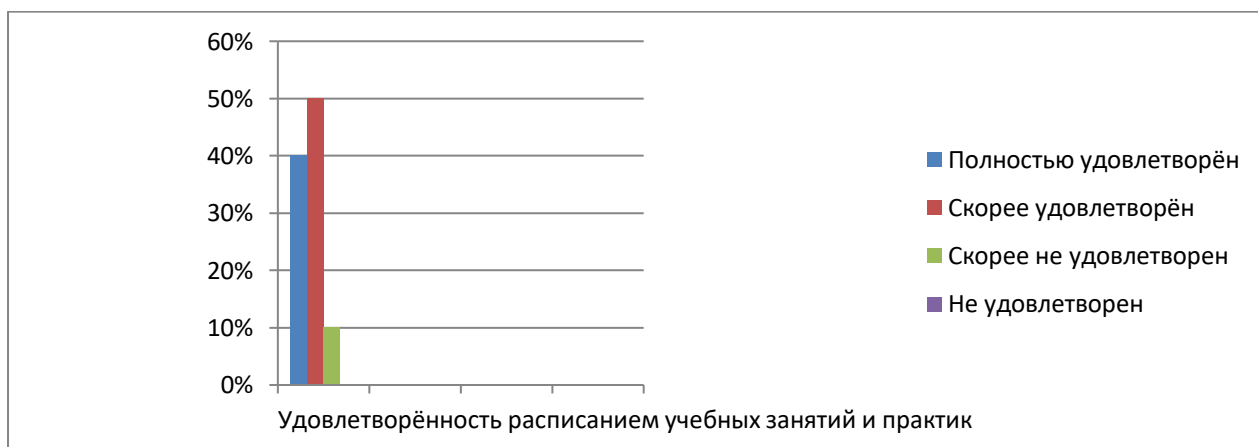 60%
50%
40%
30%
20%
10%
0%
Удовлетворённость расписанием учебных занятий и практик
Полностью удовлетворён
Скорее удовлетворён
Скорее не удовлетворен
Не удовлетворен